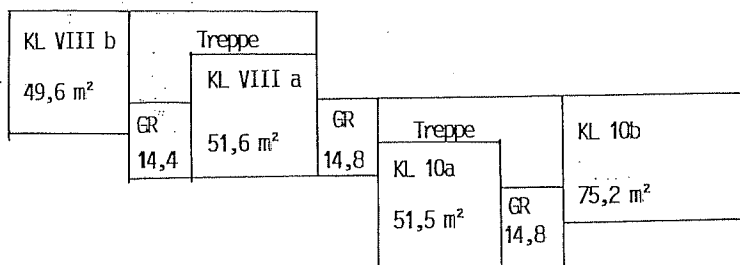 KL VIII b
49,6 m²
Treppe
KL VIII a
51,6 m²
GR
14,4
GR
14,8
Treppe
KL 10a
51,5 m²
GR
14,8
KL 10b
75,2 m²